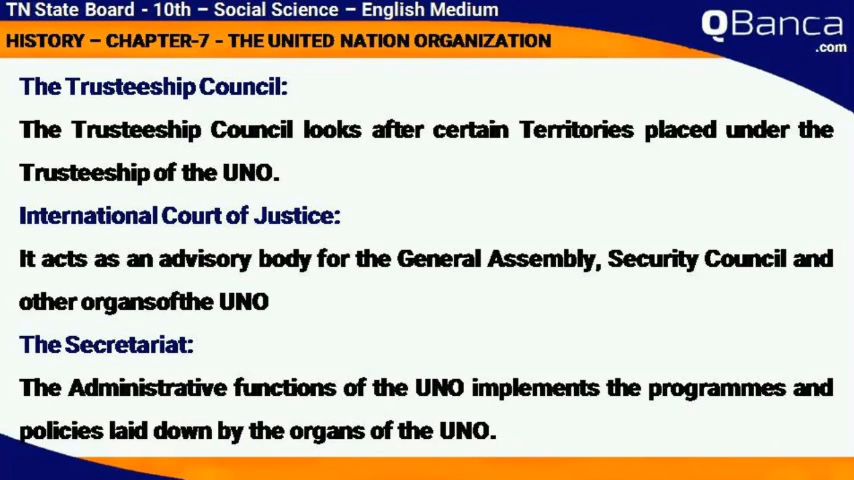 TN State Board - 10th – Social Science – English Medium
HISTORY – CHAPTER-7 - THE UNITED NATION ORGANIZATION
QBanca
.com
The Trusteeship Council:
The Trusteeship Council looks after certain Territories placed under the
Trusteeship of the UNO.
International Court of Justice:
It acts as an advisory body for the General Assembly, Security Council and
other organsofthe UNO
The Secretariat:
The Administrative functions of the UNO implements the programmes and
policies laid down by the organs of the UNO.